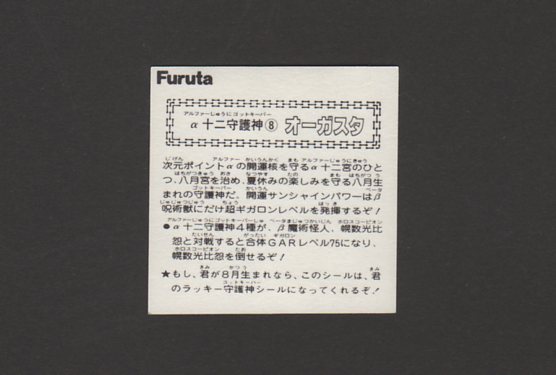 Furuta
アルファーじゅうにゴットキーパー
α十二守護神⑧ オーガスタ
次元ポイントαの開運核を守るα十二宮のひと
つ、八月宮を治め、夏休みの楽しみを守る八月生
まれの守護神だ。開運サンシャインパワーはβ
呪術獣にだけ超ギガロンレベルを発揮するぞ!
●α十二守護神4種が、β魔術怪人、幌数光比
怨と対戦すると合体GARレベル75になり、
幌数光比怨を倒せるぞ!
★もし、君が8月生まれなら、このシールは、君
のラッキー守護神シールになってくれるぞ!